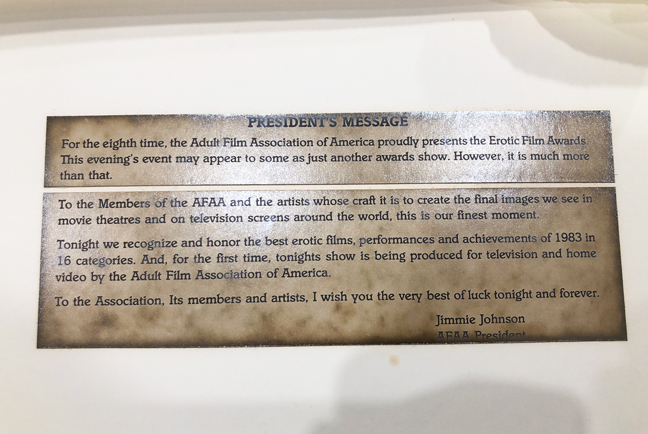 PRESIDENT'S MESSAGE
For the eighth time, the Adult Film Association of America proudly presents the Erotic Film Awards.
This evening's event may appear to some as just another awards show. However, it is much more
than that.
To the Members of the AFAA and the artists whose craft it is to create the final images we see in
movie theatres and on television screens around the world, this is our finest moment.
Tonight we recognize and honor the best erotic films, performances and achievements of 1983 in
16 categories. And, for the first time, tonights show is being produced for television and home
video by the Adult Film Association of America.
To the Association, Its members and artists, I wish you the very best of luck tonight and forever.
Jimmie Johnson
AFAA President